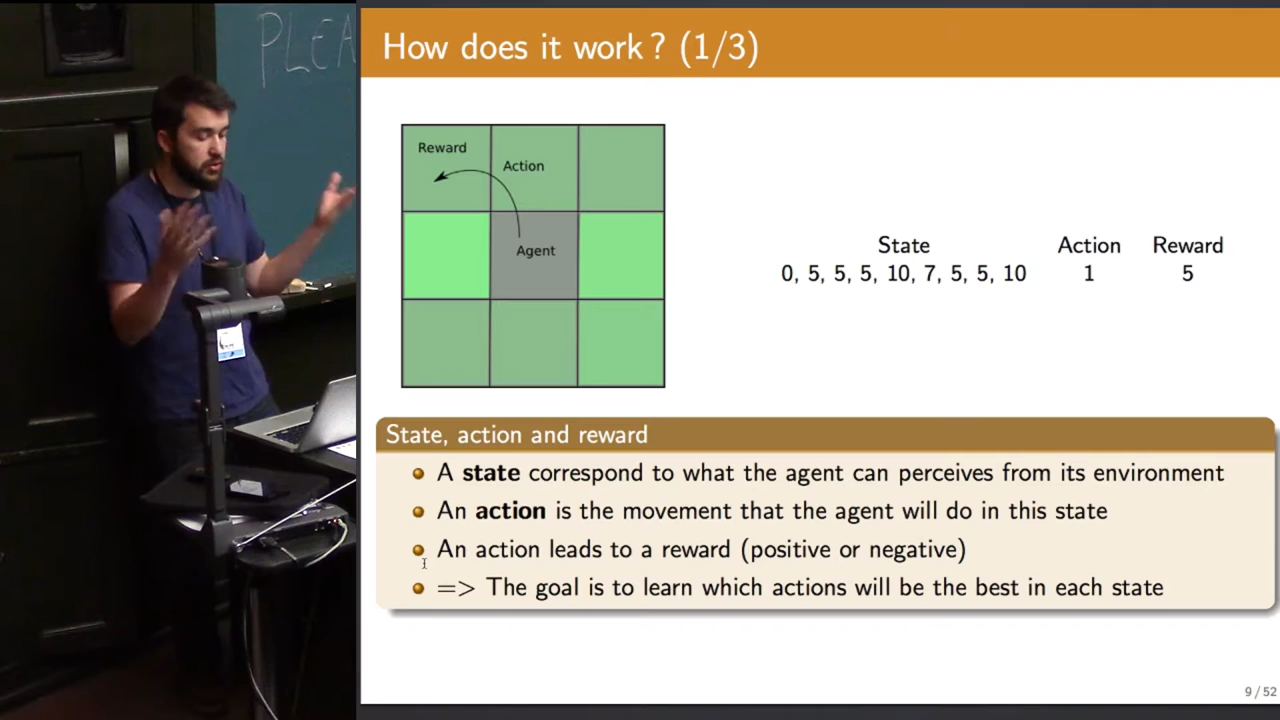 PLEA
How does it work ? (1/3)
Reward
Action
Agent
State Action Reward
0, 5, 5, 5, 10, 7, 5, 5, 10 1 5
State, action and reward
A state correspond to what the agent can perceives from its environment
An action is the movement that the agent will do in this state
An action leads to a reward (positive or negative)
=> The goal is to learn which actions will be the best in each state
9 / 52